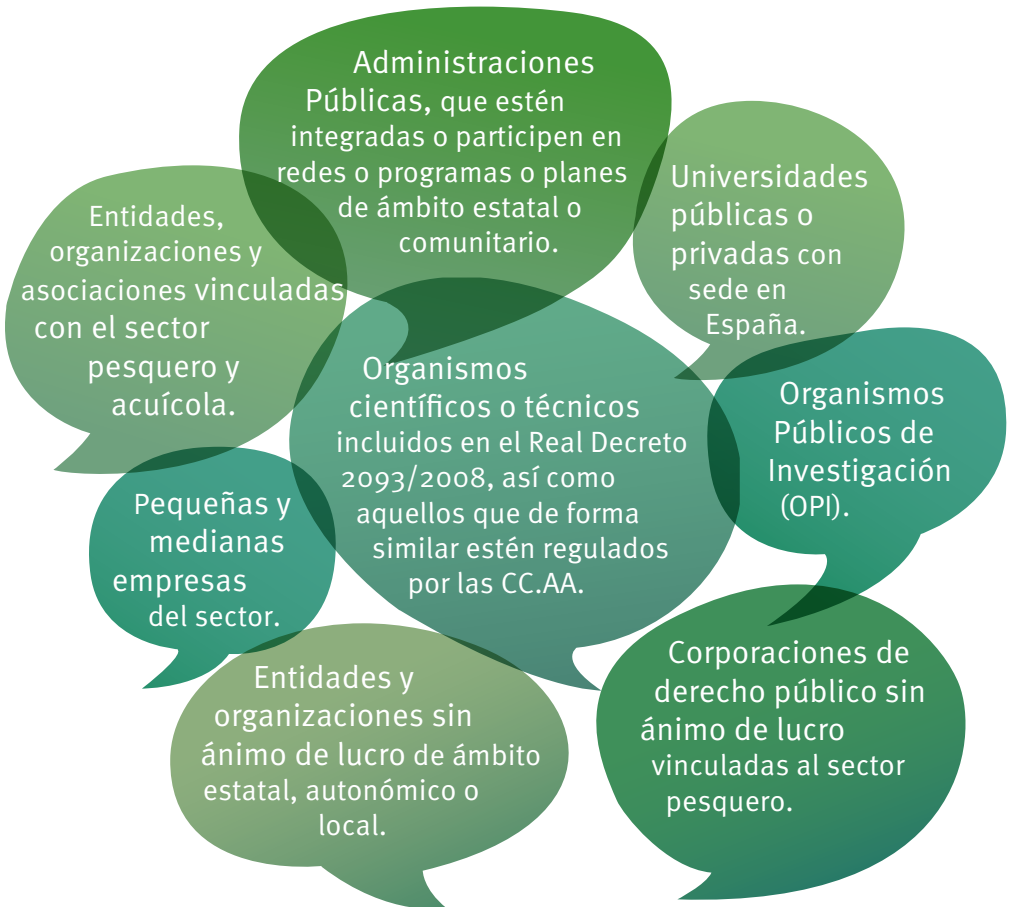 Administraciones
Públicas, que estén
integradas o participen en
redes o programas o planes
de ámbito estatal o
comunitario.
Universidades
públicas o
privadas con
sede en
España.
Entidades,
organizaciones y
asociaciones vinculadas
con el sector
pesquero y
acuícola.
Organismos
científicos o técnicos
incluidos en el Real Decreto
2093/2008, así como
aquellos que de forma
similar estén regulados
por las CC.AA.
Organismos
Públicos de
Investigación
(OPI).
Pequeñas y
medianas
empresas
del sector.
Entidades y
organizaciones sin
ánimo de lucro de ámbito
estatal, autonómico o
local.
Corporaciones de
derecho público sin
ánimo de lucro
vinculadas al sector
pesquero.